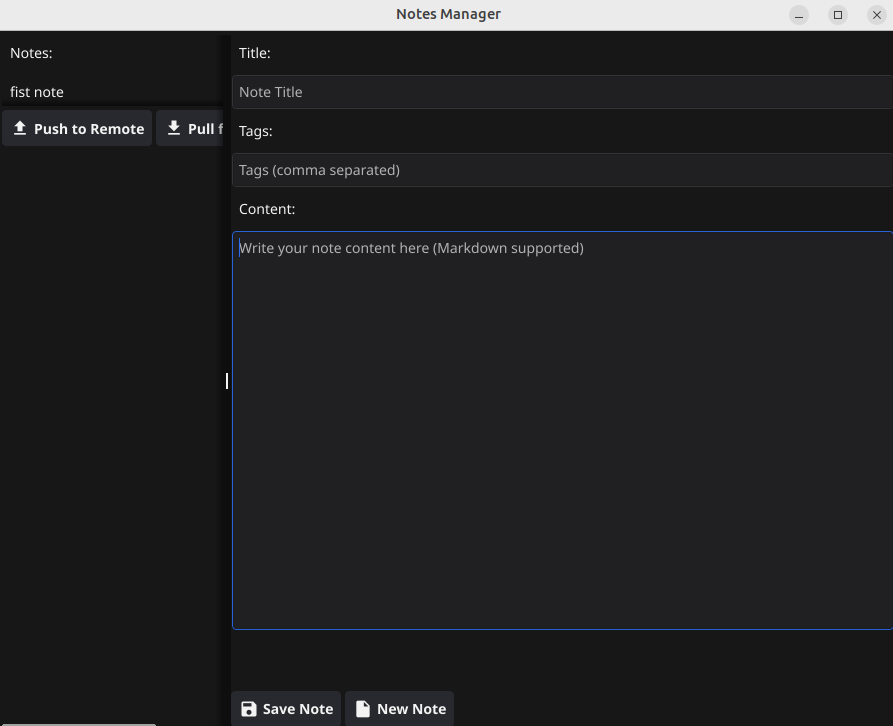 Notes Manager
Notes:
fist note
Push to Remote
Pull f
Title:
Note Title
Tags:
Tags (comma separated)
Content:
Write your note content here (Markdown supported)
Save Note
New Note